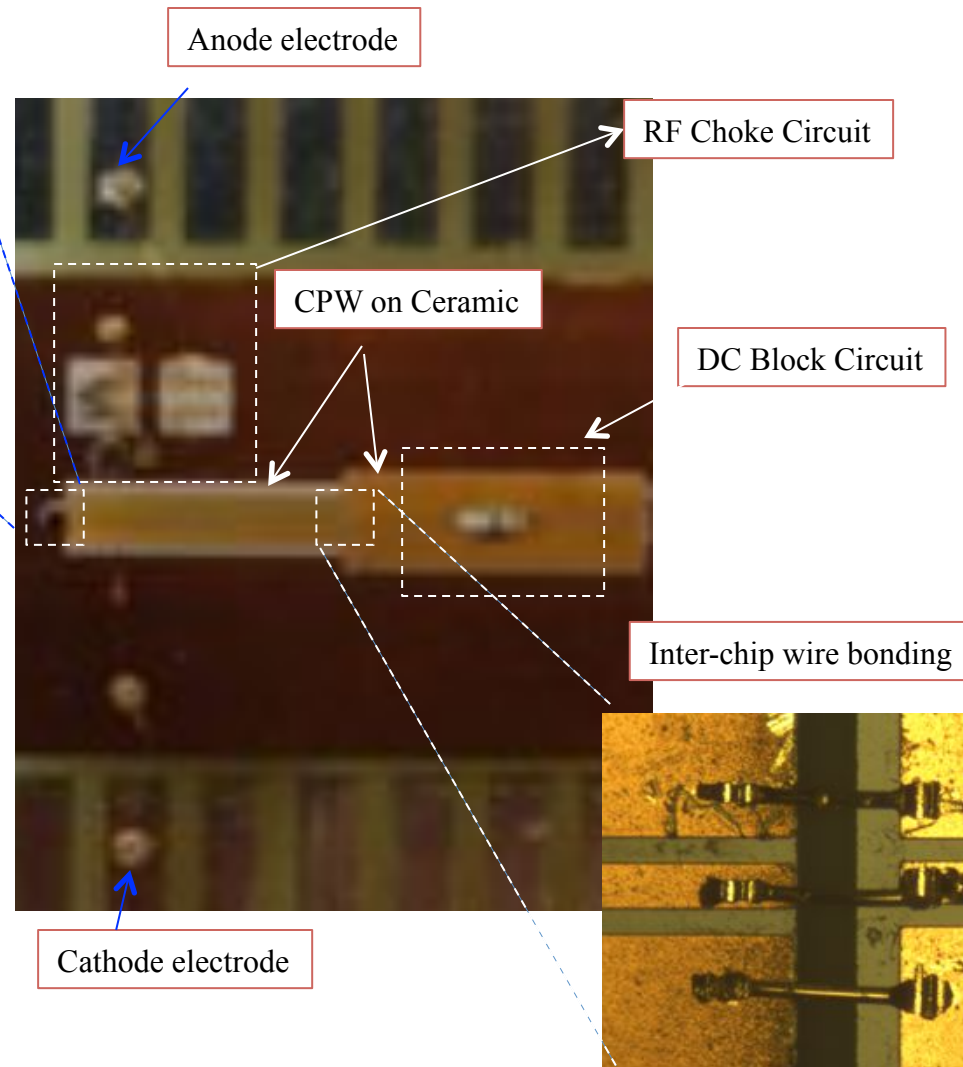 Anode electrode
RF Choke Circuit
CPW on Ceramic
DC Block Circuit
Inter-chip wire bonding
Cathode electrode